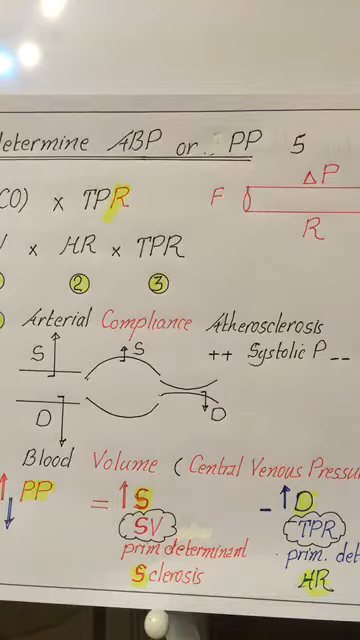 determine ABP or.. PP 5
CO) x TPR F ΔP
R
x HR x TPR
2 3
Arterial Compliance Atherosclerosis
S S ++ Systolic P _ _
D D
Blood Volume (Central Venous Pressur
↑↓ PP = ↑S - ↑D
SV TPR
prim determinant prim. det
Sclerosis HR